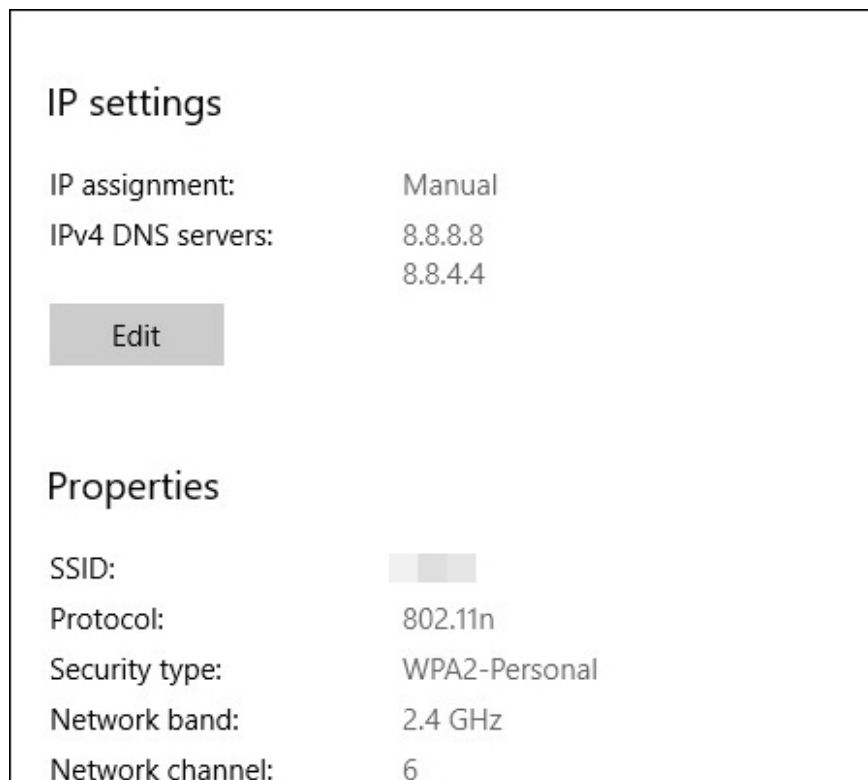 IP settings
IP assignment: Manual
IPv4 DNS servers: 8.8.8.8
8.8.4.4
Edit
Properties
SSID:
Protocol: 802.11n
Security type: WPA2-Personal
Network band: 2.4 GHz
Network channel: 6